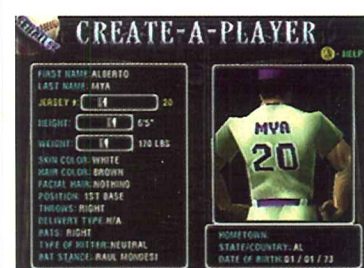 CREATE-A-PLAYER
- HELP
FIRST NAME: ALBERTO
LAST NAME: MYA
JERSEY #: 20
HEIGHT: 5'5"
WEIGHT: 170 LBS
SKIN COLOR: WHITE
HAIR COLOR: BROWN
FACIAL HAIR: NOTHING
POSITION: 1ST BASE
THROWS: RIGHT
DELIVERY TYPE: N/A
BATS: RIGHT
TYPE OF HITTER: NEUTRAL
BAT STANCE: RAUL MONDESI
MYA
20
HOMETOWN:
STATE/COUNTRY: AL
DATE OF BIRTH: 01 / 01 / 73